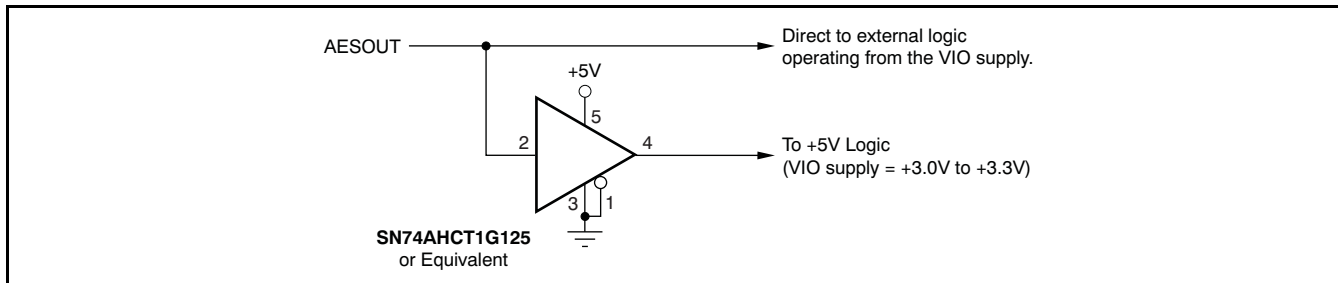 AESOUT
Direct to external logic
operating from the VIO supply.
+5V
5
2
4
To +5V Logic
(VIO supply = +3.0V to +3.3V)
3
1
SN74AHCT1G125
or Equivalent